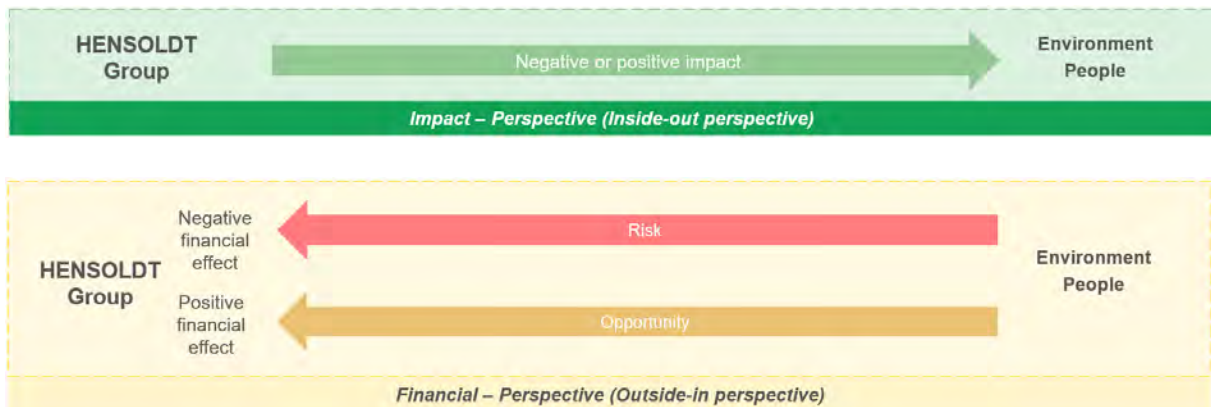 HENSOLDT
Group
Negative or positive impact
Environment
People
Impact – Perspective (Inside-out perspective)
Negative
financial
effect
Risk
HENSOLDT
Group
Environment
People
Positive
financial
effect
Opportunity
Financial – Perspective (Outside-in perspective)